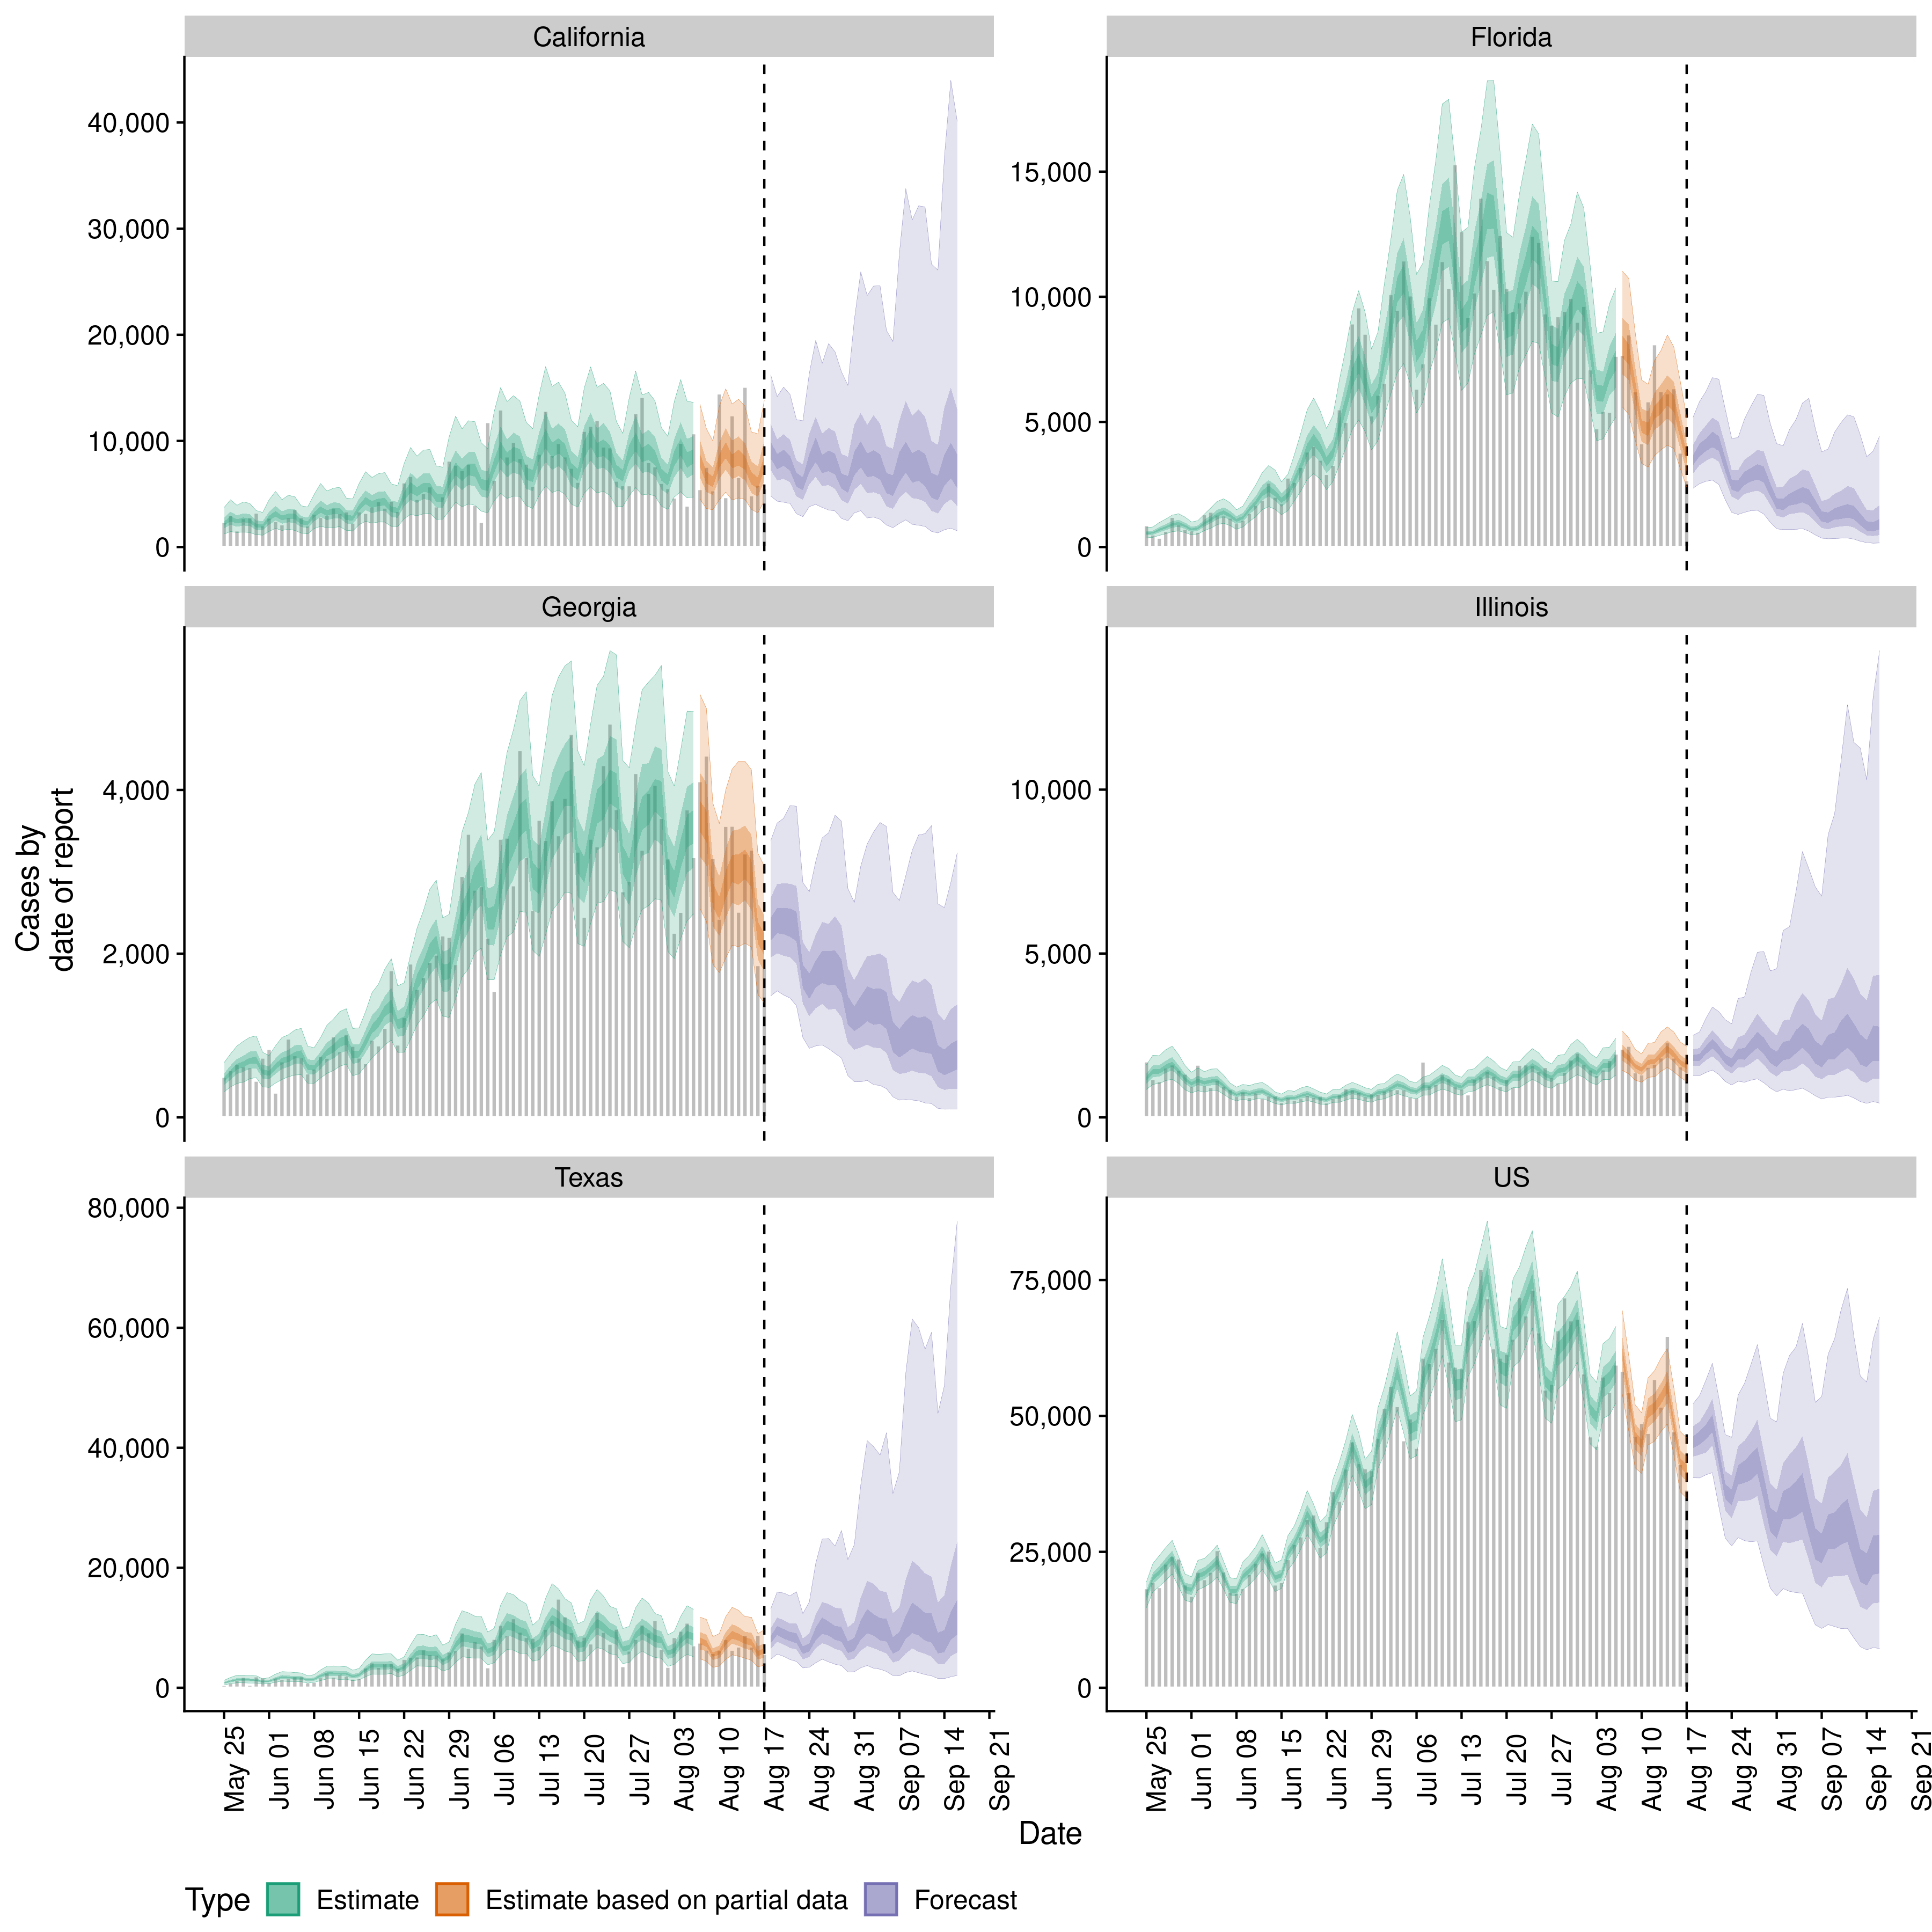 California
Florida
40,000
30,000
20,000
10,000
0
15,000
10,000
5,000
0
Georgia
Illinois
Cases by
date of report
4,000
2,000
0
10,000
5,000
0
Texas
US
80,000
60,000
40,000
20,000
0
75,000
50,000
25,000
0
May 25 Jun 01 Jun 08 Jun 15 Jun 22 Jun 29 Jul 06 Jul 13 Jul 20 Jul 27 Aug 03 Aug 10 Aug 17 Aug 24 Aug 31 Sep 07 Sep 14 Sep 21
May 25 Jun 01 Jun 08 Jun 15 Jun 22 Jun 29 Jul 06 Jul 13 Jul 20 Jul 27 Aug 03 Aug 10 Aug 17 Aug 24 Aug 31 Sep 07 Sep 14 Sep 21
Date
Type Estimate Estimate based on partial data Forecast